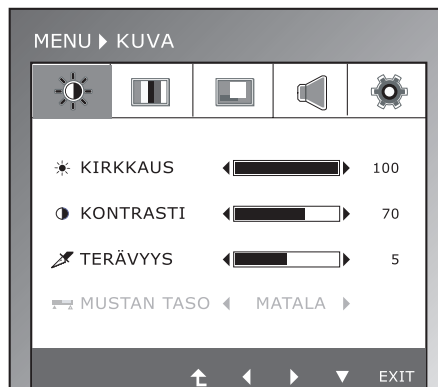 MENU KUVA
KIRKKAUS 100
KONTRASTI 70
TERÄVYYS 5
MUSTAN TASO MATALA
EXIT